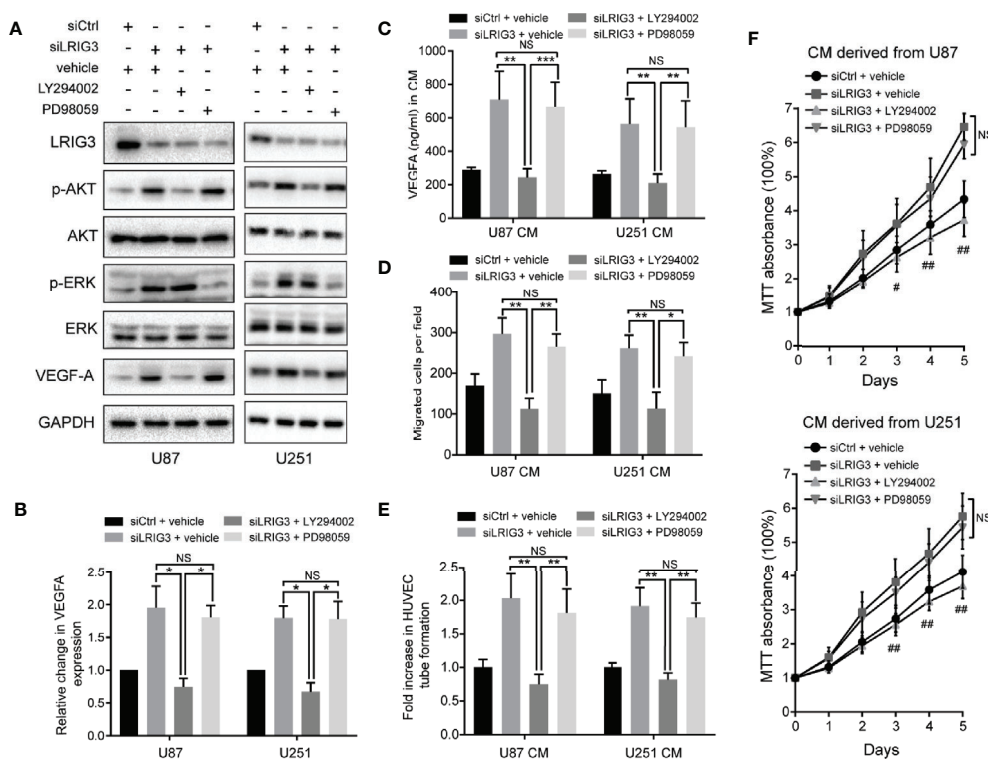 A
siCtrl + - - - + - - -
siLRIG3 - + + + - + + +
vehicle + + - - + + - -
LY294002 - - + - - - + -
PD98059 - - - + - - - +
LRIG3
p-AKT
AKT
p-ERK
ERK
VEGF-A
GAPDH
U87 U251
B
siCtrl + vehicle siLRIG3 + LY294002
siLRIG3 + vehicle siLRIG3 + PD98059
Relative change in VEGFA
expression
2.5
2.0
1.5
1.0
0.5
0.0
NS
* *
NS
* *
U87 U251
C
siCtrl + vehicle siLRIG3 + LY294002
siLRIG3 + vehicle siLRIG3 + PD98059
VEGFA (pg/ml) in CM
1000
800
600
400
200
0
NS
** ***
NS
** **
U87 CM U251 CM
D
siCtrl + vehicle siLRIG3 + LY294002
siLRIG3 + vehicle siLRIG3 + PD98059
Migrated cells per field
400
300
200
100
0
NS
** **
NS
** *
U87 CM U251 CM
E
siCtrl + vehicle siLRIG3 + LY294002
siLRIG3 + vehicle siLRIG3 + PD98059
Fold increase in HUVEC
tube formation
2.5
2.0
1.5
1.0
0.5
0.0
NS
** **
NS
** **
U87 CM U251 CM
F
CM derived from U87
siCtrl + vehicle
siLRIG3 + vehicle
siLRIG3 + LY294002
siLRIG3 + PD98059
MTT absorbance (100%)
7
6
5
4
3
2
1
0
NS
# ## ##
0 1 2 3 4 5
Days
CM derived from U251
siCtrl + vehicle
siLRIG3 + vehicle
siLRIG3 + LY294002
siLRIG3 + PD98059
MTT absorbance (100%)
7
6
5
4
3
2
1
0
NS
## ## ##
0 1 2 3 4 5
Days